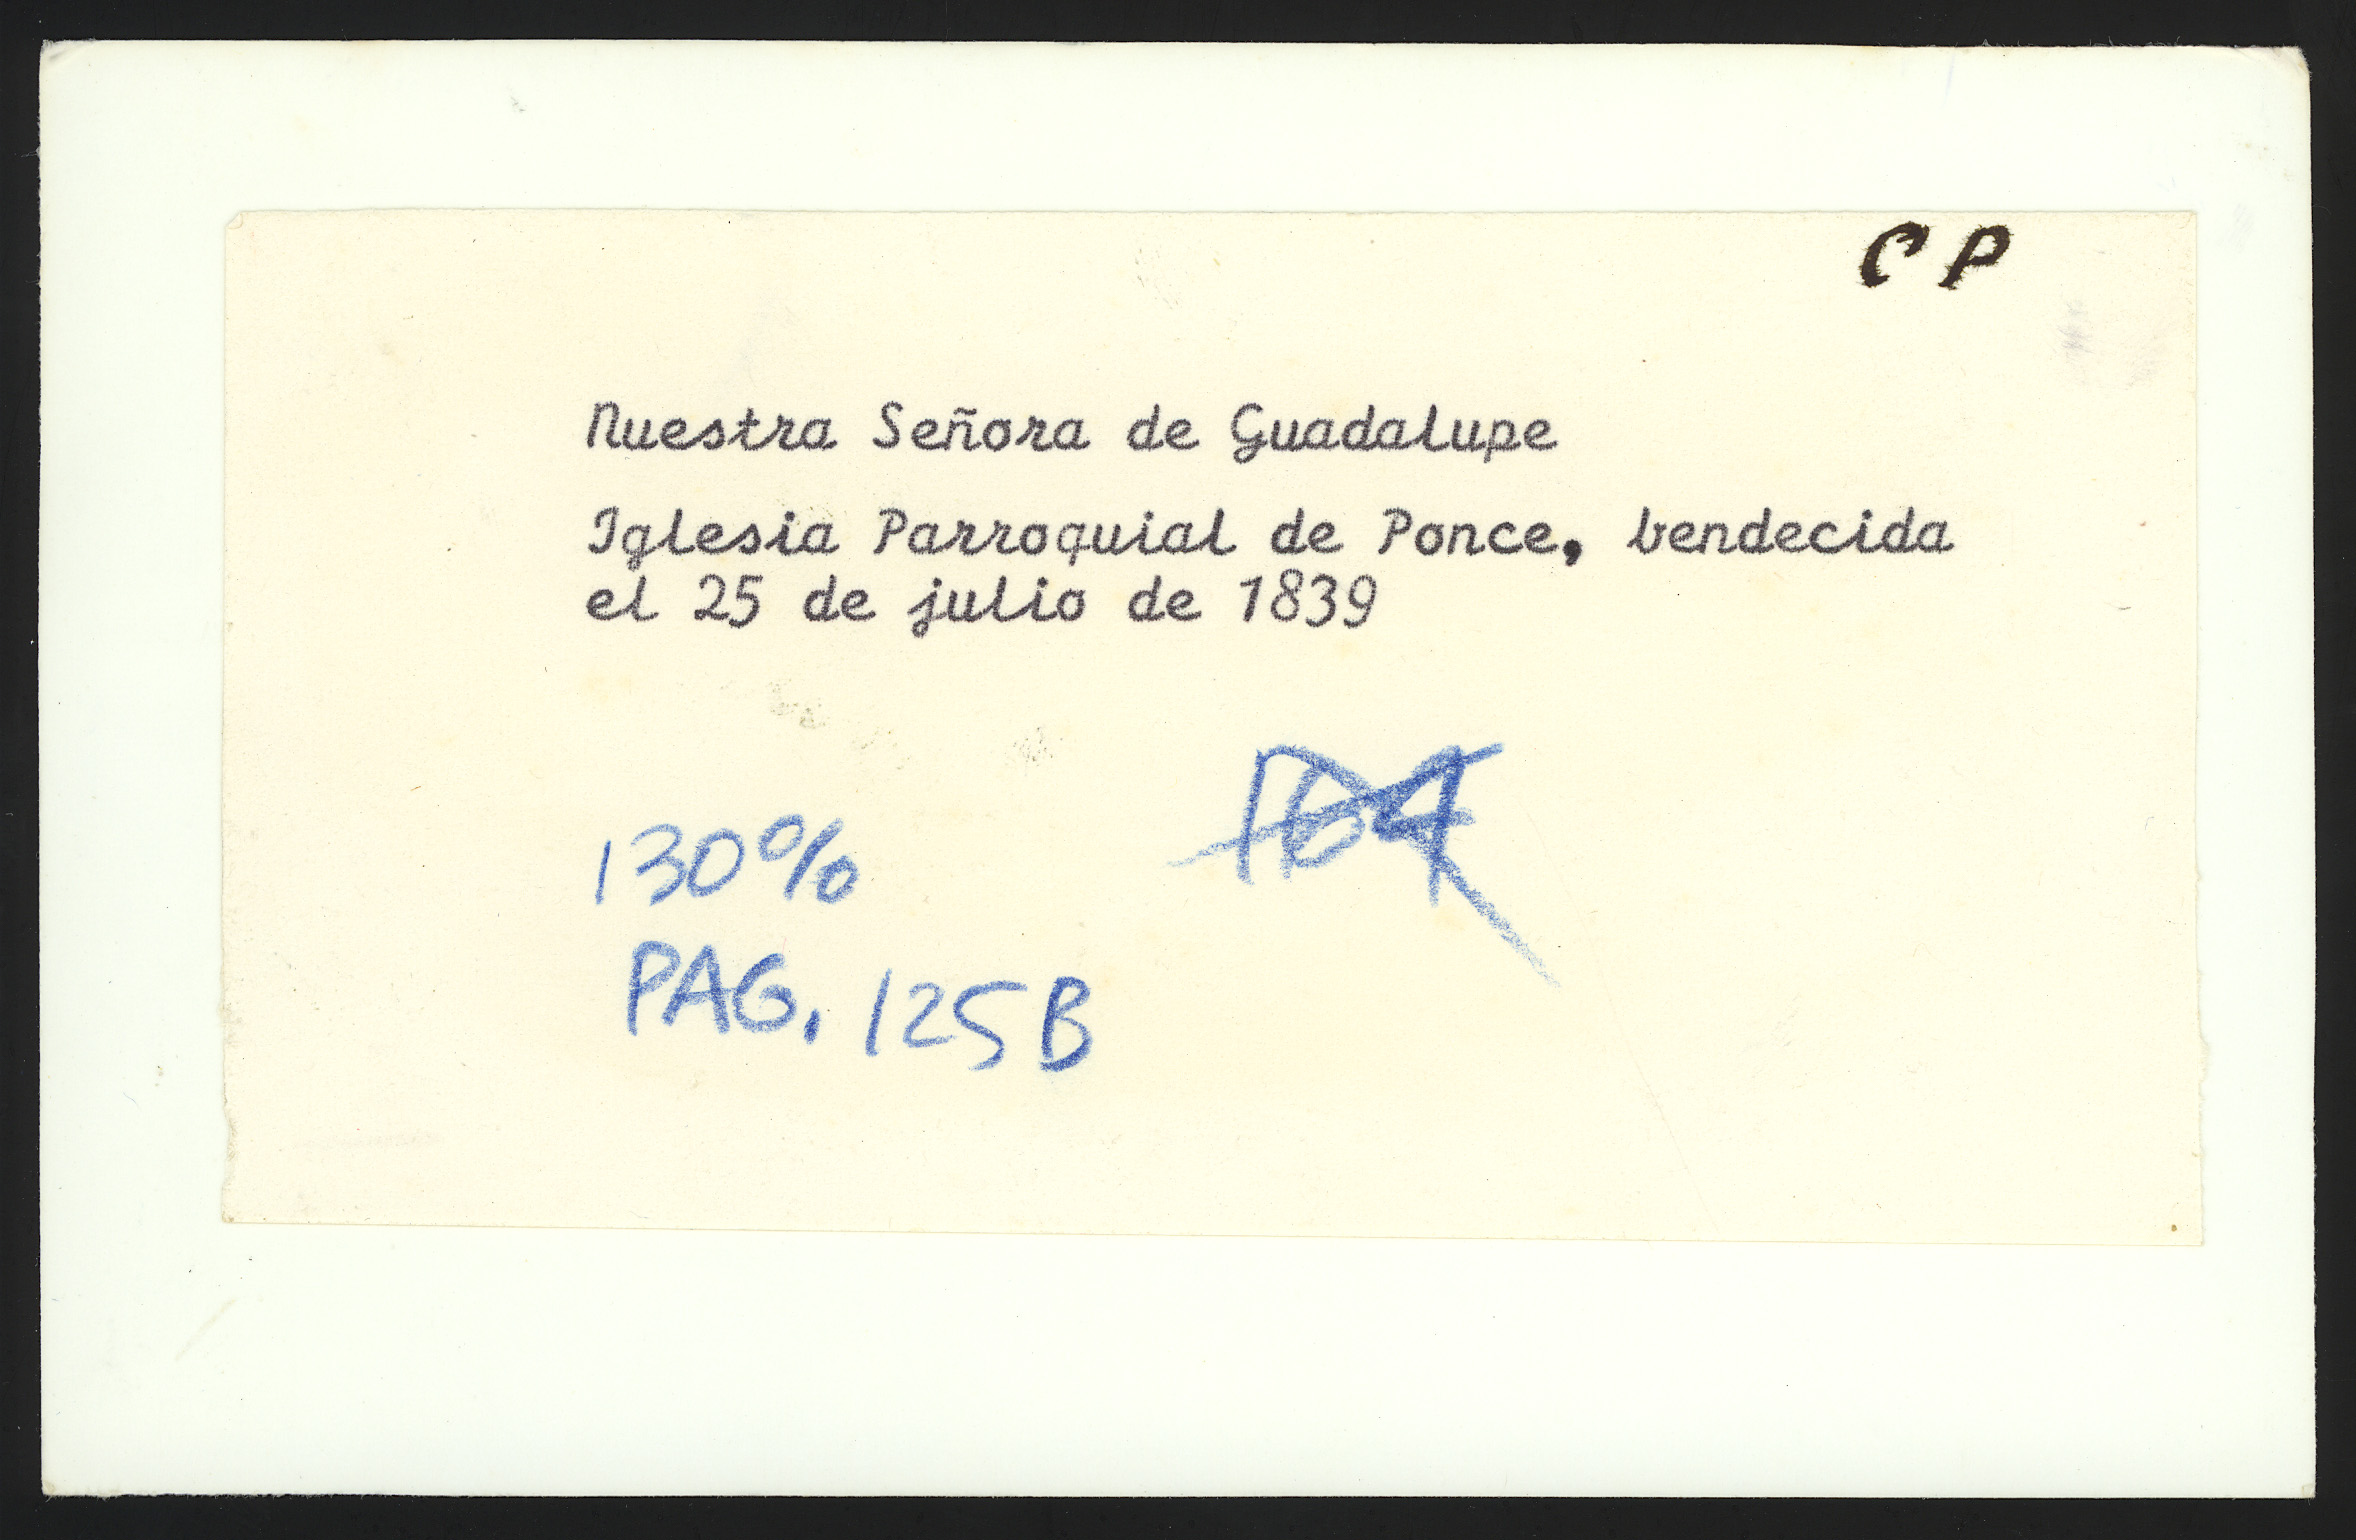 CP
Nuestra Señora de Guadalupe
Iglesia Parroquial de Ponce, bendecida
el 25 de julio de 1839
130%
PAG. 125B